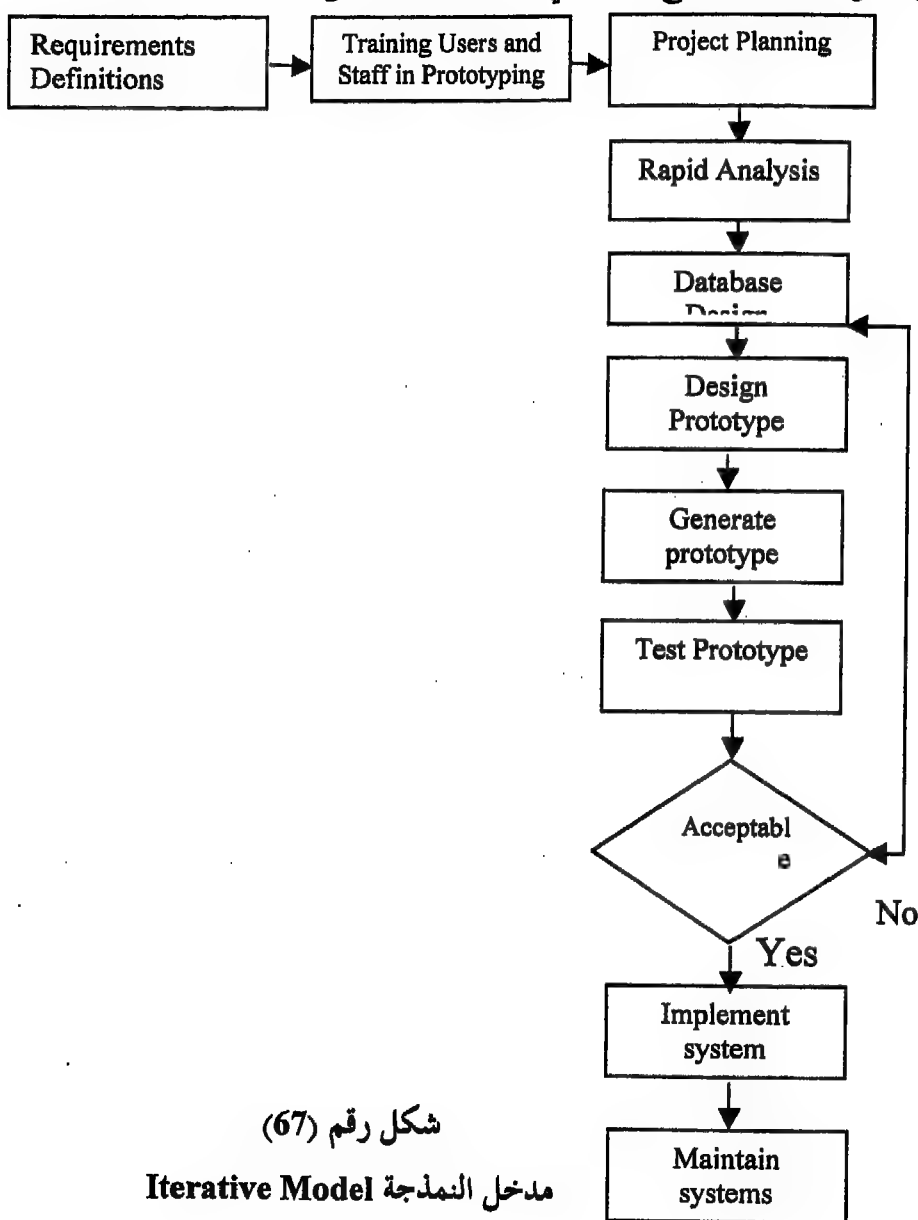 Requirements
Definitions
Training Users and
Staff in Prototyping
Project Planning
Rapid Analysis
Database
Design
Prototype
Generate
prototype
Test Prototype
Acceptabl
e
No
Yes
Implement
system
Maintain
systems
شكل رقم (67)
مدخل النمذجة Iterative Model